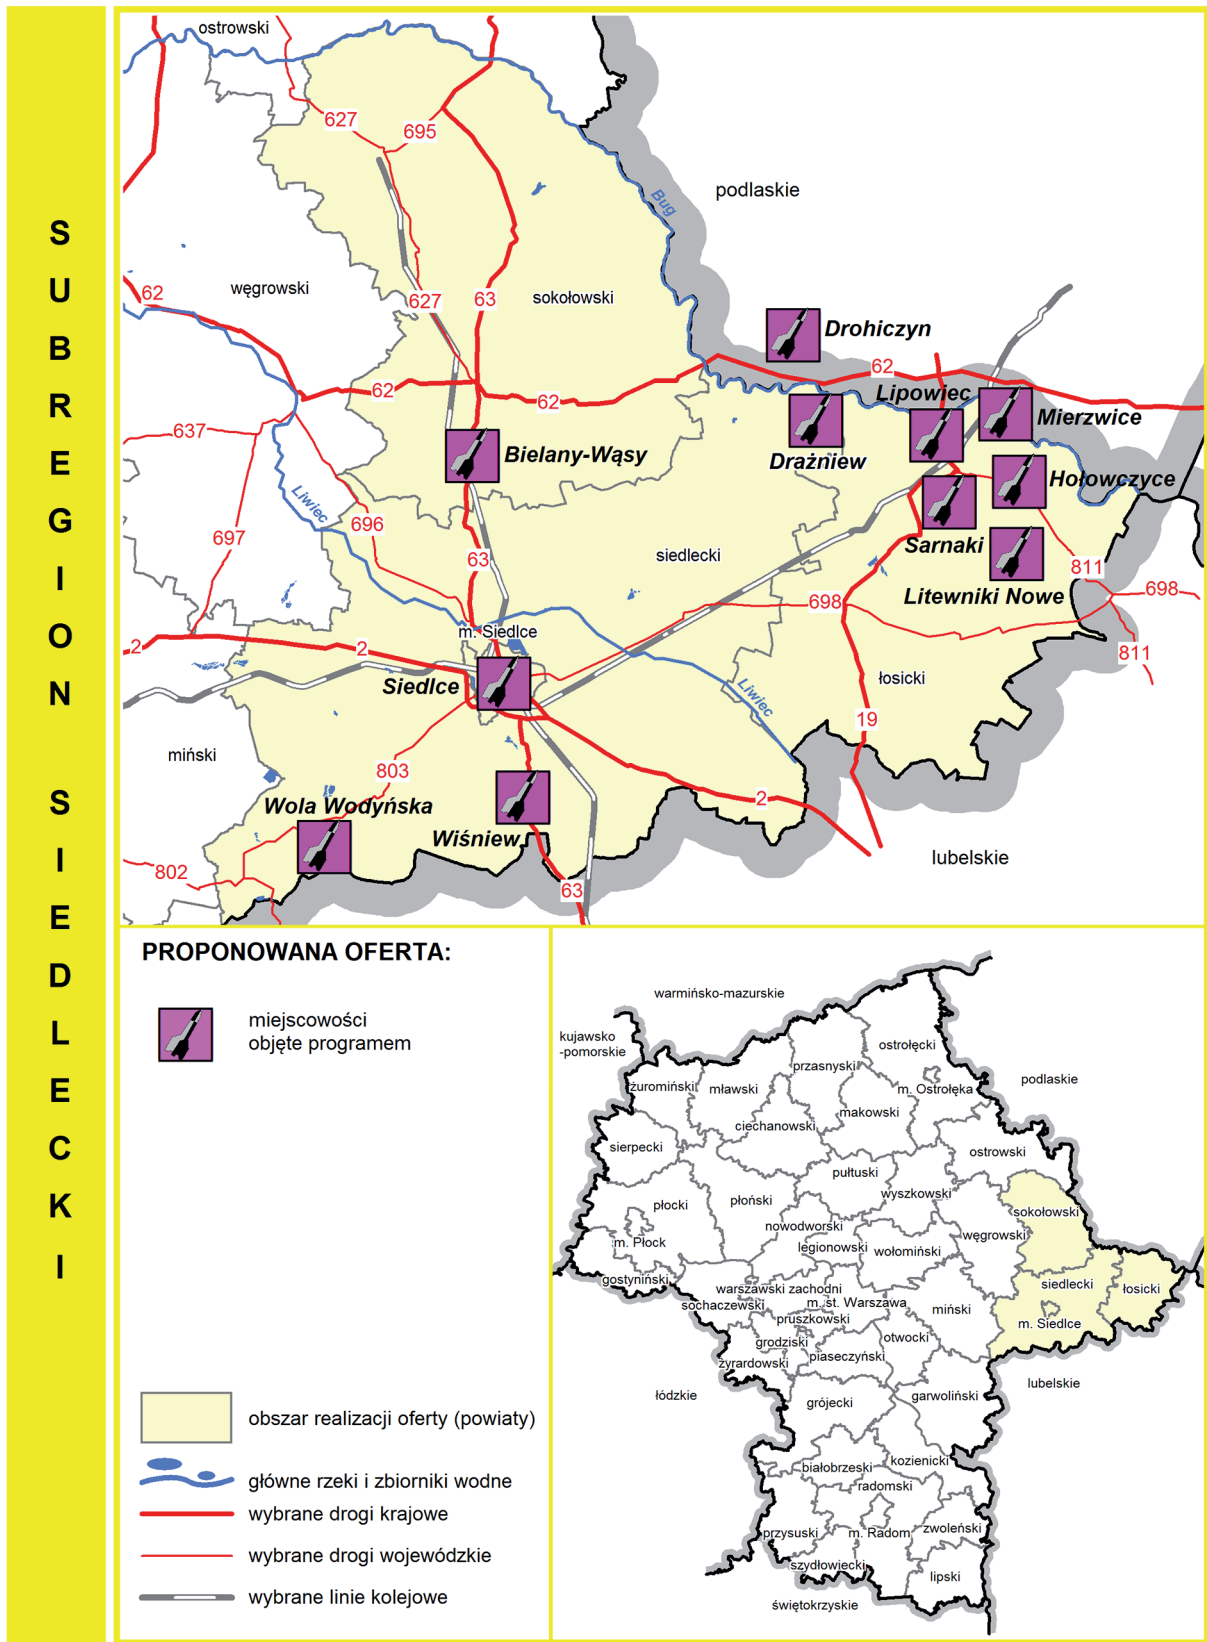 SUBREGION SIEDLECKI
ostrowski
627
695
podlaskie
Bug
węgrowski
62
627
63
sokołowski
Drohiczyn
62
62
62
Lipowiec
Mierzwice
637
Bielany-Wąsy
Drażniew
Hołowczyce
Liwiec
696
697
63
siedlecki
Sarnaki
811
Litewniki Nowe
698
698
m. Siedlce
2
2
811
Siedlce
Liwiec
łosicki
19
miński
803
2
Wola Wodyńska
Wiśniew
lubelskie
802
63
PROPONOWANA OFERTA:
miejscowości
objęte programem
obszar realizacji oferty (powiaty)
główne rzeki i zbiorniki wodne
wybrane drogi krajowe
wybrane drogi wojewódzkie
wybrane linie kolejowe
warmińsko-mazurskie
kujawsko
-pomorskie
ostrołęcki
przasnyski
podlaskie
żuromiński
mławski
m. Ostrołęka
makowski
ciechanowski
sierpecki
ostrowski
pułtuski
wyszkowski
płocki
płoński
sokołowski
nowodworski
węgrowski
m. Płock
legionowski
wołomiński
gostyniński
siedlecki
łosicki
warszawski zachodni
sochaczewski
m. st. Warszawa
miński
pruszkowski
m. Siedlce
grodziski
otwocki
żyrardowski
piaseczyński
lubelskie
łódzkie
grójecki
garwoliński
białobrzeski
kozienicki
radomski
przysuski
m. Radom
zwoleński
szydłowiecki
lipski
świętokrzyskie